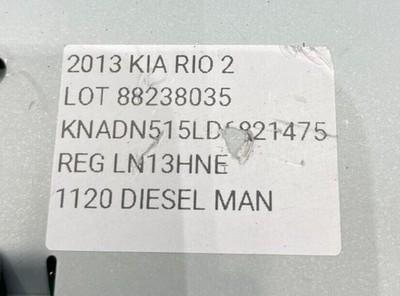 2013 KIA RIO 2
LOT 88238035
KNADN515LD6821475
REG LN13HNE
1120 DIESEL MAN